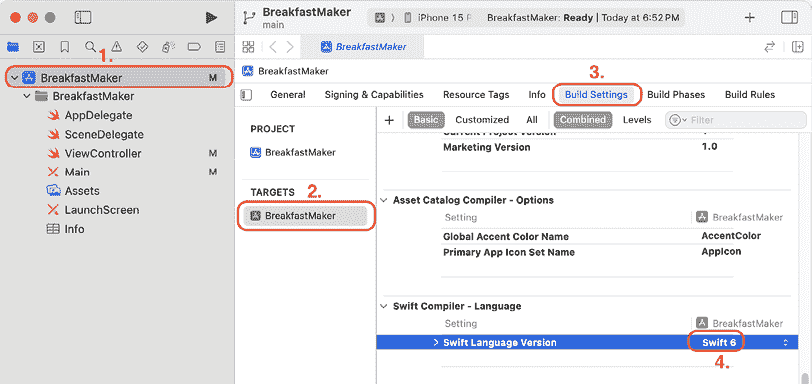 BreakfastMaker
main
iPhone 15 P
BreakfastMaker: Ready | Today at 6:52 PM
1.
BreakfastMaker M
BreakfastMaker
AppDelegate
SceneDelegate
ViewController M
Main M
Assets
LaunchScreen
Info
BreakfastMaker
BreakfastMaker
3.
General Signing & Capabilities Resource Tags Info Build Settings Build Phases Build Rules
PROJECT
BreakfastMaker
TARGETS 2.
BreakfastMaker
+ Basic Customized All Combined Levels Filter
Current Project Version
Marketing Version 1.0
Asset Catalog Compiler - Options
Setting BreakfastMaker
Global Accent Color Name AccentColor
Primary App Icon Set Name AppIcon
Swift Compiler - Language
Setting BreakfastMaker
Swift Language Version Swift 6
4.